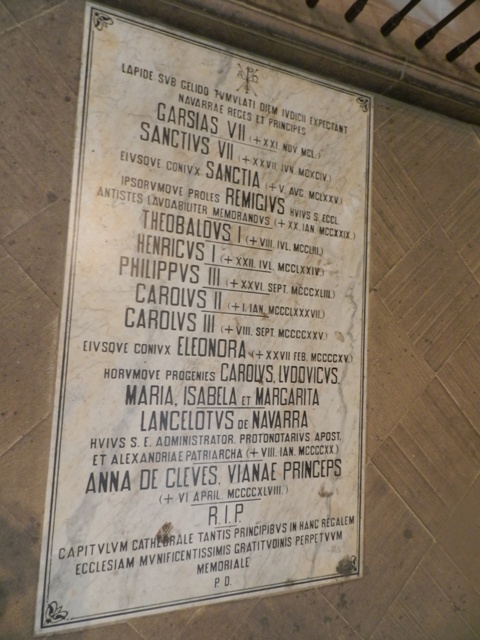 LAPIDE SVB GELIDO TVMVLATI DIEM IVDICII EXPECTANT
NAVARRAE REGES ET PRINCIPES
GARSIAS VII (+ XXI. NOV. MCL.)
SANCTIVS VII (+ XXVII IVN. MCXCIV.)
EIVSQVE CONIVX SANCTIA (+ V. AVG. MCLXXV.)
IPSORVMQVE PROLES REMIGIVS HVIVS S. ECCL.
ANTISTES LAVDABILITER MEMORANDVS (+ XX. IAN. MCCXXIX.)
THEOBALDVS I (+ VIII. IVL. MCCLIII.)
HENRICVS I (+ XXII. IVL. MCCLXXIV.)
PHILIPPVS III (+ XXVI. SEPT. MCCCXLIII.)
CAROLVS II (+ I. IAN. MCCCLXXXVII.)
CAROLVS III (+ VIII. SEPT. MCCCCXXV.)
EIVSQVE CONIVX ELEONORA (+ XXVII FEB. MCCCCXV.)
HORVMQVE PROGENIES CAROLVS, LVDOVICVS,
MARIA, ISABELA ET MARGARITA
LANCELOTVS DE NAVARRA
HVIVS S. E. ADMINISTRATOR. PROTONOTARIVS APOST.
ET ALEXANDRIAE PATRIARCHA (+ VIII. IAN. MCCCCXX.)
ANNA DE CLEVES, VIANAE PRINCEPS
(+ VI APRIL. MCCCCXLVIII.)
R.I.P.
CAPITVLVM CATHEDRALE TANTIS PRINCIPIBVS IN HANC REGALEM
ECCLESIAM MVNIFICENTISSIMIS GRATITVDINIS PERPETVVM
MEMORIALE
P. D.